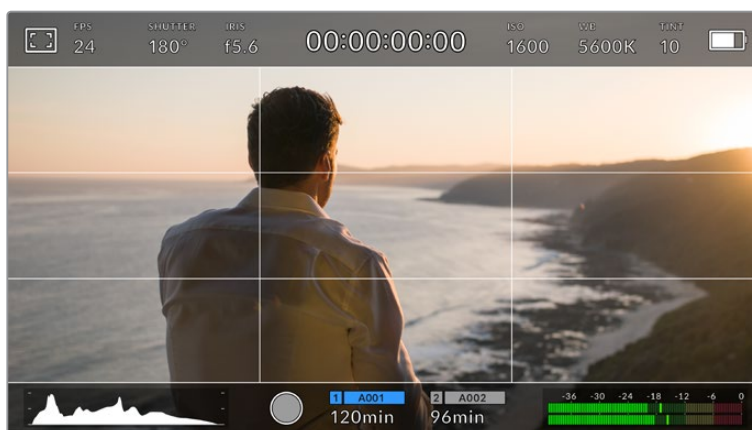 FPS SHUTTER IRIS ISO WB TINT
24 180° f5.6 00:00:00:00 1600 5600K 10
1 A001 2 A002
120min 96min
-36 -30 -24 -18 -12 -6 0